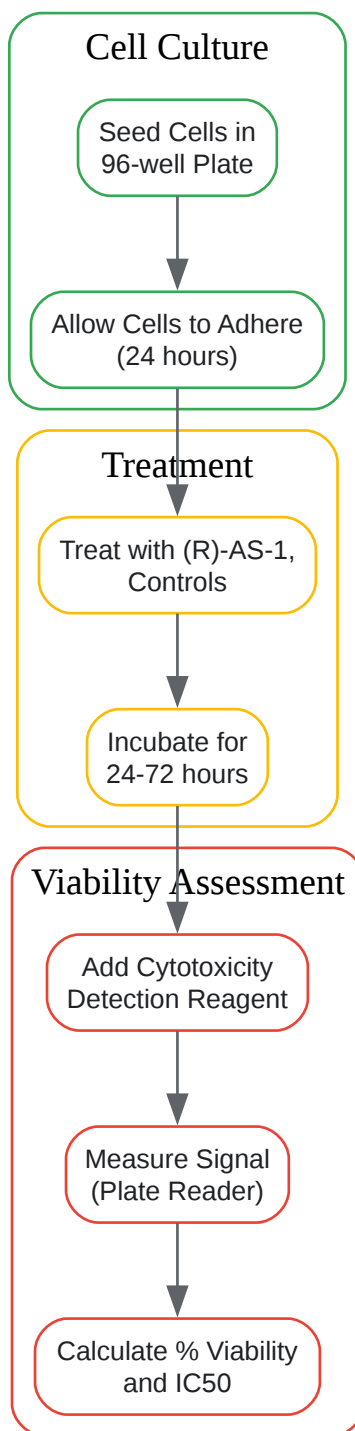 Cell Culture
Seed Cells in
96-well Plate
Allow Cells to Adhere
(24 hours)
Treatment
Treat with (R)-AS-1,
Controls
Incubate for
24-72 hours
Viability Assessment
Add Cytotoxicity
Detection Reagent
Measure Signal
(Plate Reader)
Calculate % Viability
and IC50